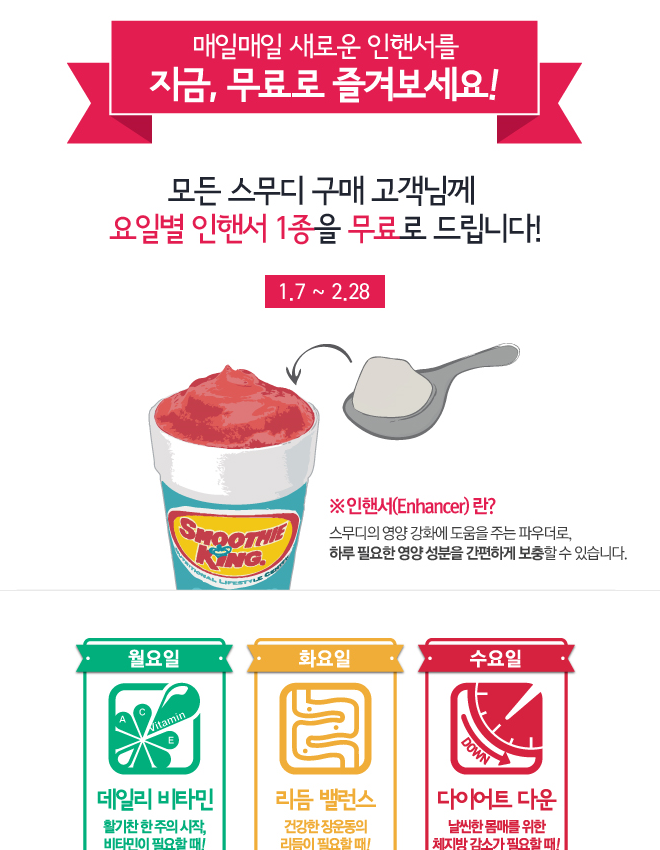 매일매일 새로운 인핸서를
지금, 무료로 즐겨보세요!
모든 스무디 구매 고객님께
요일별 인핸서 1종을 무료로 드립니다!
1.7 ~ 2.28
SMOOTHIE
KING.
NUTRITIONAL LIFESTYLE CENTER
※인핸서(Enhancer) 란?
스무디의 영양 강화에 도움을 주는 파우더로,
하루 필요한 영양 성분을 간편하게 보충할 수 있습니다.
월요일
A
C
Vitamin
E
데일리 비타민
활기찬 한 주의 시작,
비타민이 필요할 때!
화요일
리듬 밸런스
건강한 장운동의
리듬이 필요할 때!
수요일
DOWN
다이어트 다운
날씬한 몸매를 위한
체지방 감소가 필요할 때!